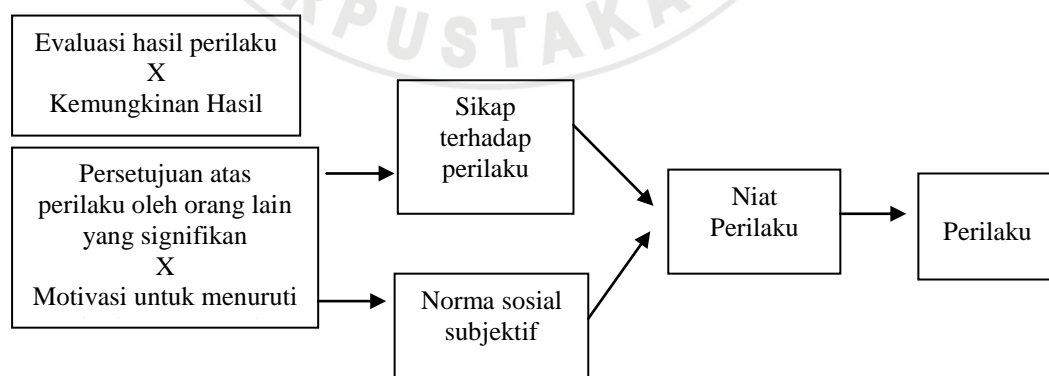 RPUSTAKA
Evaluasi hasil perilaku
X
Kemungkinan Hasil
Persetujuan atas
perilaku oleh orang lain
yang signifikan
X
Motivasi untuk menuruti
Sikap
terhadap
perilaku
Norma sosial
subjektif
Niat
Perilaku
Perilaku